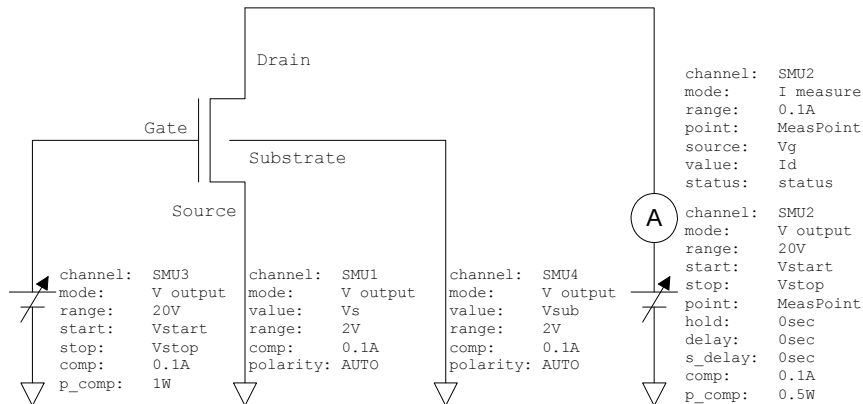 Drain
Gate
Substrate
Source
channel: SMU3
mode: V output
range: 20V
start: Vstart
stop: Vstop
comp: 0.1A
p_comp: 1W
channel: SMU1
mode: V output
value: Vs
range: 2V
comp: 0.1A
polarity: AUTO
channel: SMU4
mode: V output
value: Vsub
range: 2V
comp: 0.1A
polarity: AUTO
channel: SMU2
mode: I measure
range: 0.1A
point: MeasPoint
source: Vg
value: Id
status: status
A
channel: SMU2
mode: V output
range: 20V
start: Vstart
stop: Vstop
point: MeasPoint
hold: 0sec
delay: 0sec
s_delay: 0sec
comp: 0.1A
p_comp: 0.5W